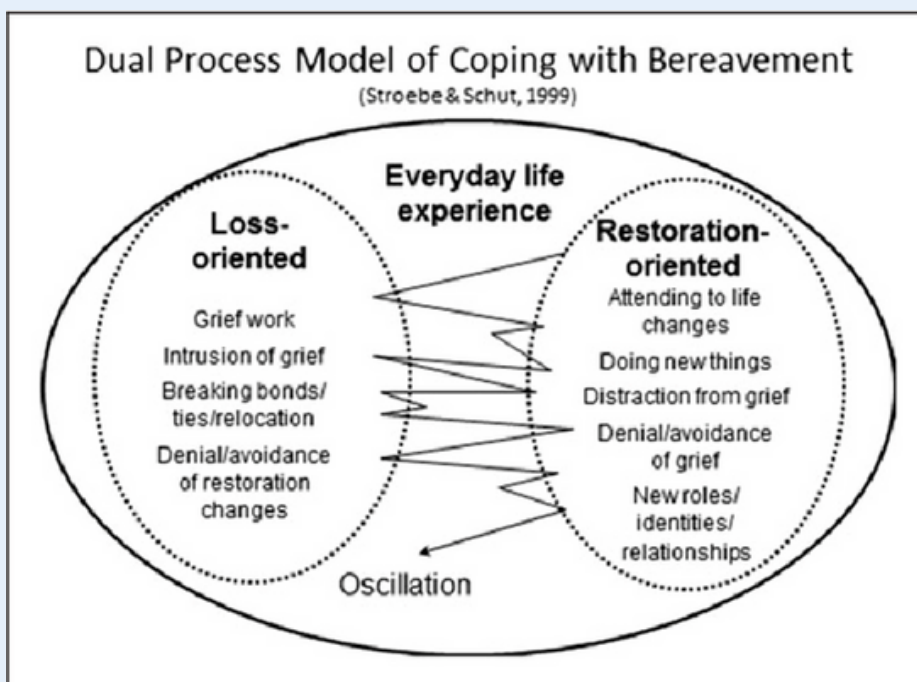 Dual Process Model of Coping with Bereavement
(Stroebe & Schut, 1999)
Everyday life
experience
Loss-
oriented
Grief work
Intrusion of grief
Breaking bonds/
ties/relocation
Denial/avoidance
of restoration
changes
Restoration-
oriented
Attending to life
changes
Doing new things
Distraction from grief
Denial/avoidance
of grief
New roles/
identities/
relationships
Oscillation